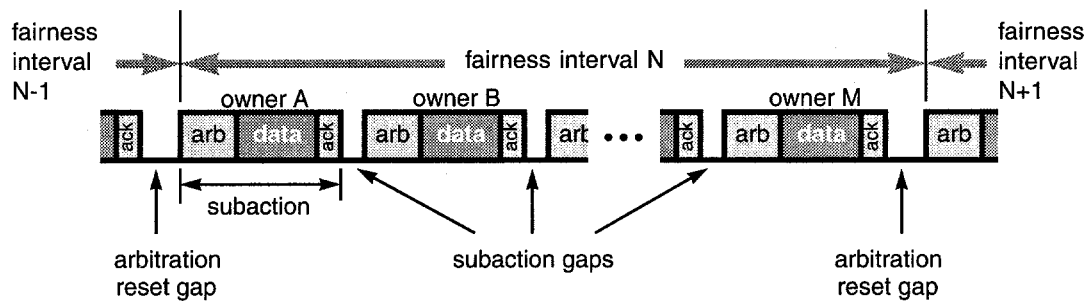 fairness interval N-1
fairness interval N
fairness interval N+1
owner A
owner B
owner M
ack
arb
data
ack
arb
data
ack
arb
•••
ack
arb
data
ack
arb
subaction
arbitration reset gap
subaction gaps
arbitration reset gap